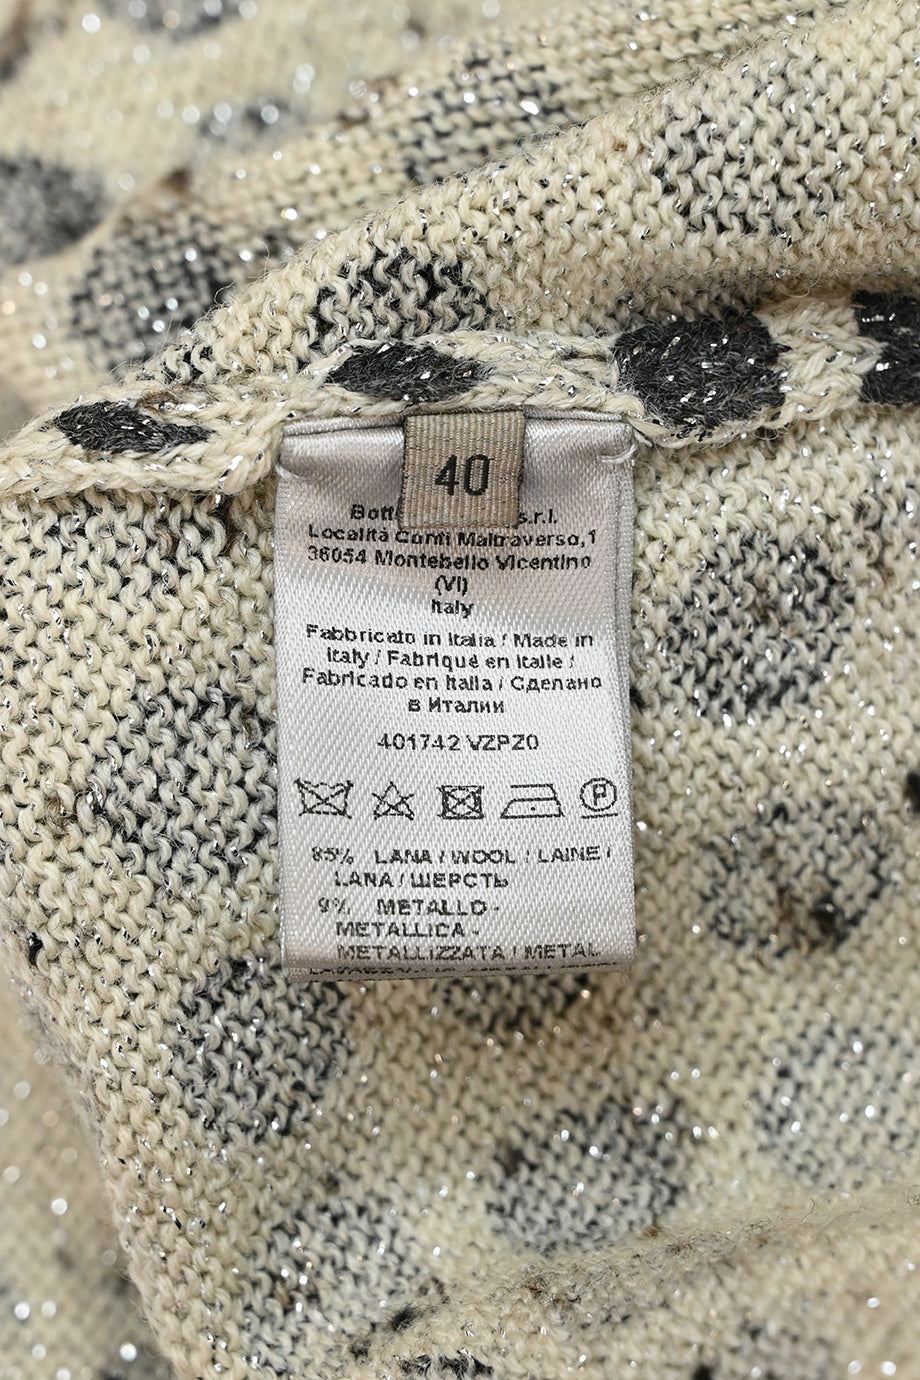 40
s.r.l.
Località Conti Maltraverso,1
36054 Montebello Vicentino
(VI)
Italy
Fabbricato in Italia / Made in
Italy / Fabriqué en Italie /
Fabricado en Italia / Сделано
в Италии
401742 VZPZ0
P
85% LANA / WOOL / LAINE /
LANA / ШЕРСТЬ
9% METALLO -
METALLICA -
METALLIZZATA / METAL